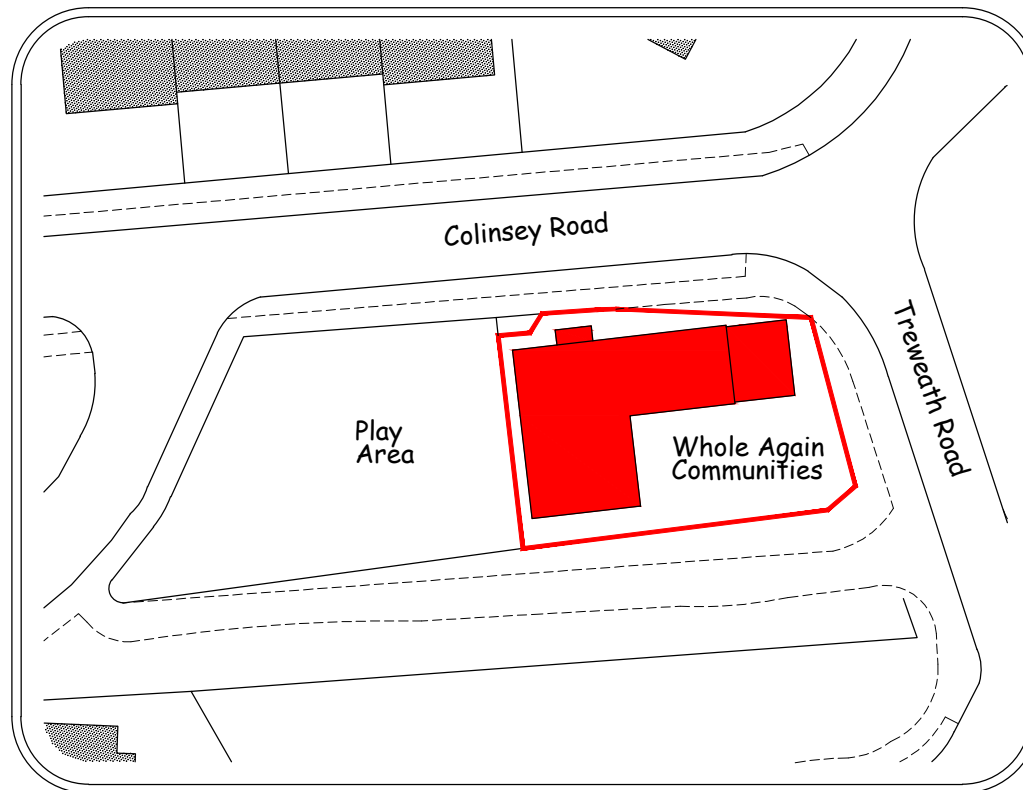 Colinsey Road
Treweath Road
Play
Area
Whole Again
Communities